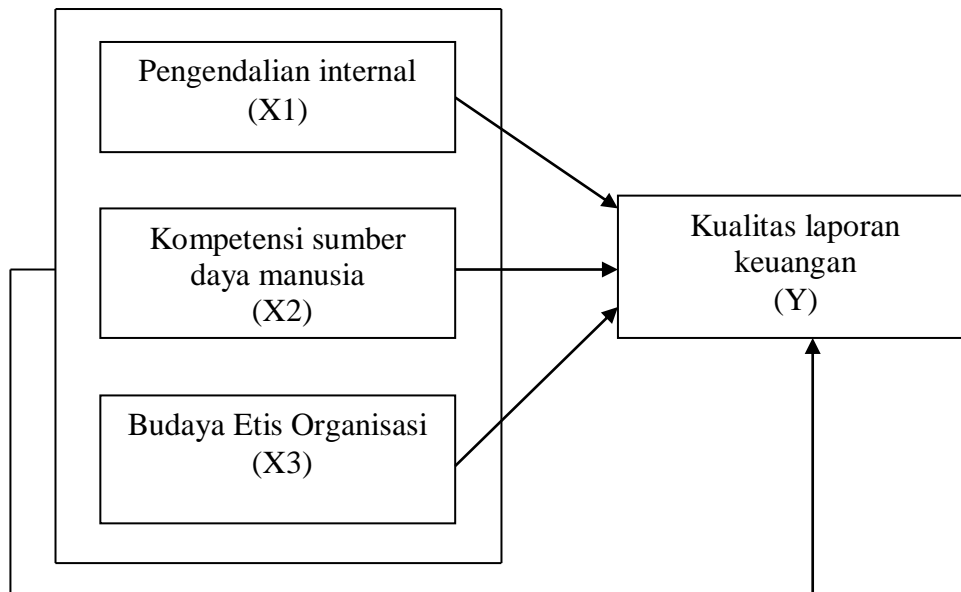 Pengendalian internal
(X1)
Kompetensi sumber
daya manusia
(X2)
Budaya Etis Organisasi
(X3)
Kualitas laporan
keuangan
(Y)